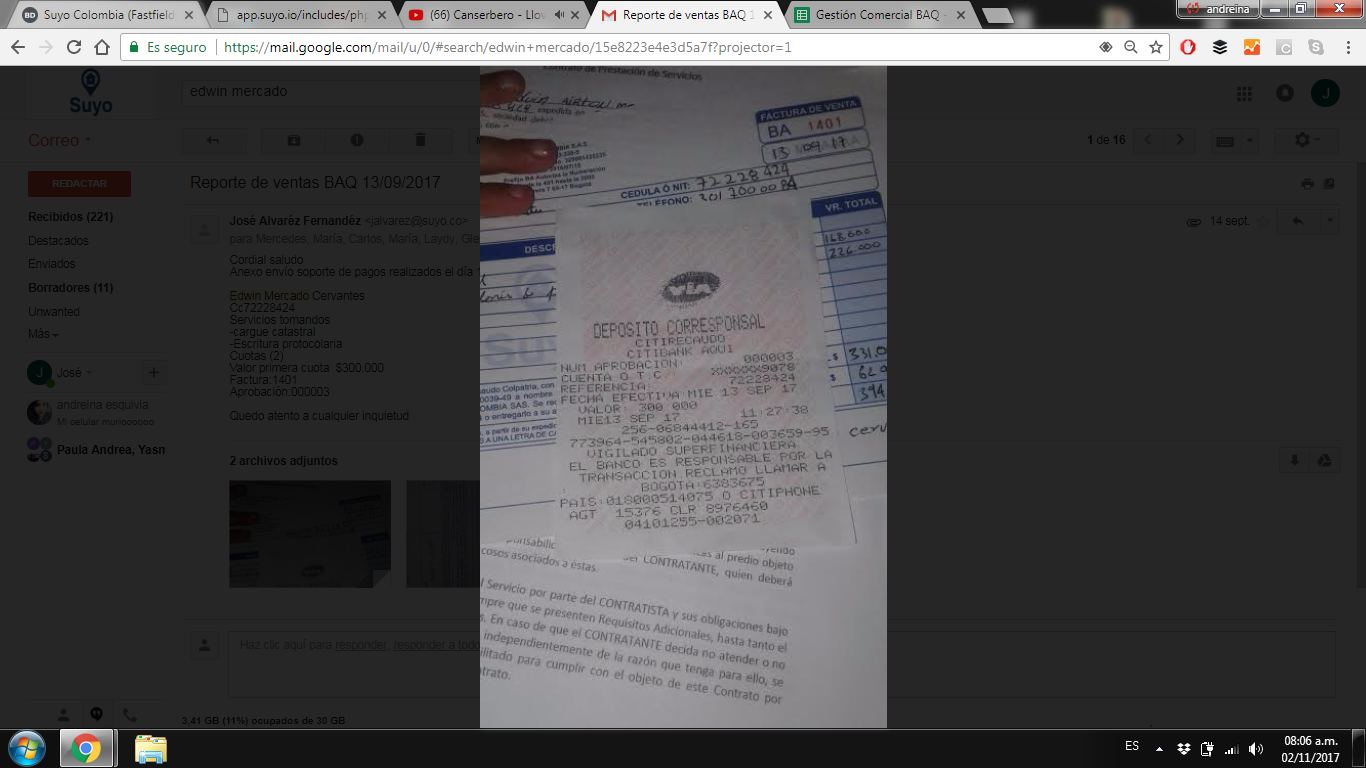 Suyo Colombia (Fastfield
app.suyo.io/includes/ph
(66) Canserbero - Llov
Reporte de ventas BAQ 1
Gestión Comercial BAQ -
andreina
Es seguro
https://mail.google.com/mail/u/0/#search/edwin+mercado/15e8223e4e3d5a7f?projector=1
Suyo
edwin mercado
J
Correo
1 de 16
REDACTAR
Recibidos (221)
Destacados
Enviados
Borradores (11)
Unwanted
Más
José
andreina esquivia
Mi celular murioooooo
Paula Andrea, Yasn
Reporte de ventas BAQ 13/09/2017
José Alvaréz Fernandéz <jalvarez@suyo.co>
para Mercedes, María, Carlos, María, Laydy, Gle
14 sept.
Cordial saludo
Anexo envío soporte de pagos realizados el día
Edwin Mercado Cervantes
Cc72228424
Servicios tomandos
-cargue catastral
-Escritura protocolaria
Cuotas (2)
Valor primera cuota $300.000
Factura:1401
Aprobación:000003
Quedo atento a cualquier inquietud
2 archivos adjuntos
Haz clic aquí para responder, responder a todo
3,41 GB (11%) ocupados de 30 GB
Contrato de Prestación de Servicios
FACTURA DE VENTA
BA 1401
13 09 17
CEDULA Ó NIT: 72228424
TELÉFONO: 301 7000084
DESC
VR. TOTAL
168.000
226.000
Suyo
VIA
DEPOSITO CORRESPONSAL
CITIRECAUDO
CITIBANK AQUI
NUM APROBACION: 000003
CUENTA O T.C. XXXXXX9078
REFERENCIA: 72228424
FECHA EFECTIVA:MIE 13 SEP 17
VALOR: 300.000
MIE13 SEP 17 11:27:38
256-06844412-165
773964-545802-044618-003659-95
VIGILADO SUPERFINANCIERA
EL BANCO ES RESPONSABLE POR LA
TRANSACCION.RECLAMO LLAMAR A
BOGOTA:6383675
PAIS:018000514075 O CITIPHONE
AGT 15376 CLR 8976460
04101255-002071
$ 331.0
$ 62.9
394
al predio objeto
cosos asociados a éstas.
del CONTRATANTE, quien deberá
l Servicio por parte del CONTRATISTA y sus obligaciones bajo
mpre que se presenten Requisitos Adicionales, hasta tanto el
s. En caso de que el CONTRATANTE decida no atender o no
independientemente de la razón que tenga para ello, se
ilitado para cumplir con el objeto de este Contrato por
ntrato.
ES
08:06 a.m.
02/11/2017